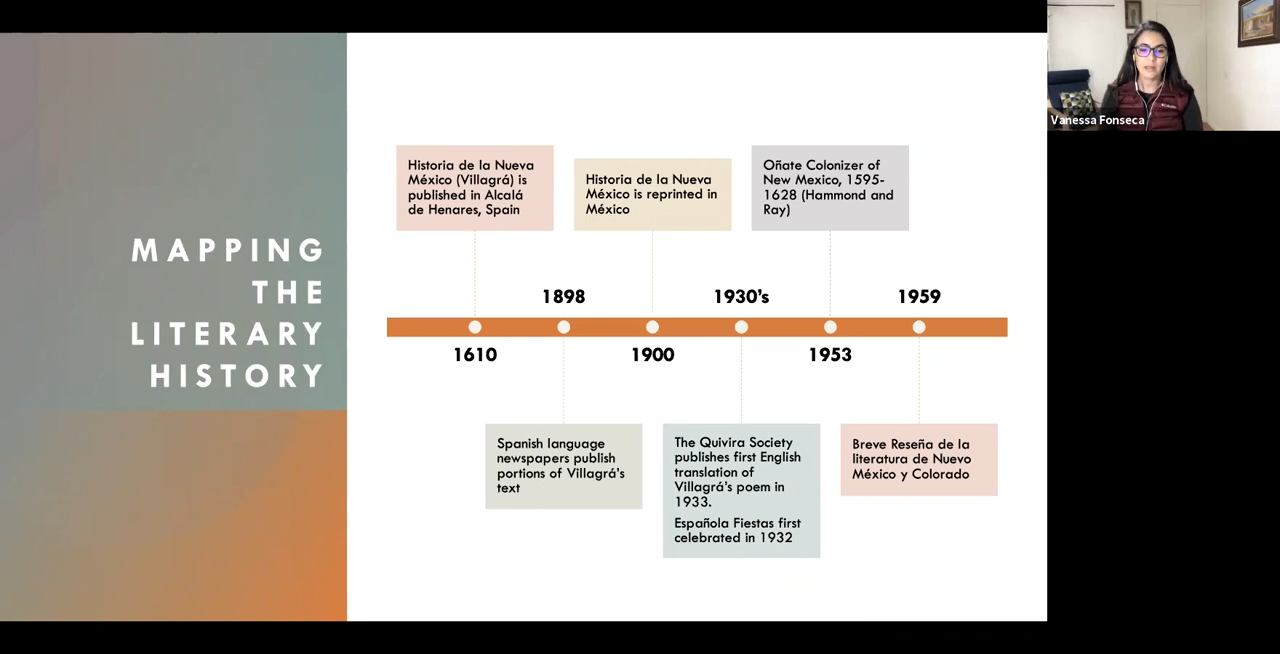 MAPPING
THE
LITERARY
HISTORY
Historia de la Nueva
México (Villagrá) is
published in Alcalá
de Henares, Spain
Historia de la Nueva
México is reprinted in
México
Oñate Colonizer of
New Mexico, 1595-
1628 (Hammond and
Ray)
1898
1930’s
1959
1610
1900
1953
Spanish language
newspapers publish
portions of Villagrá’s
text
The Quivira Society
publishes first English
translation of
Villagrá’s poem in
1933.
Española Fiestas first
celebrated in 1932
Breve Reseña de la
literatura de Nuevo
México y Colorado
Vanessa Fonseca